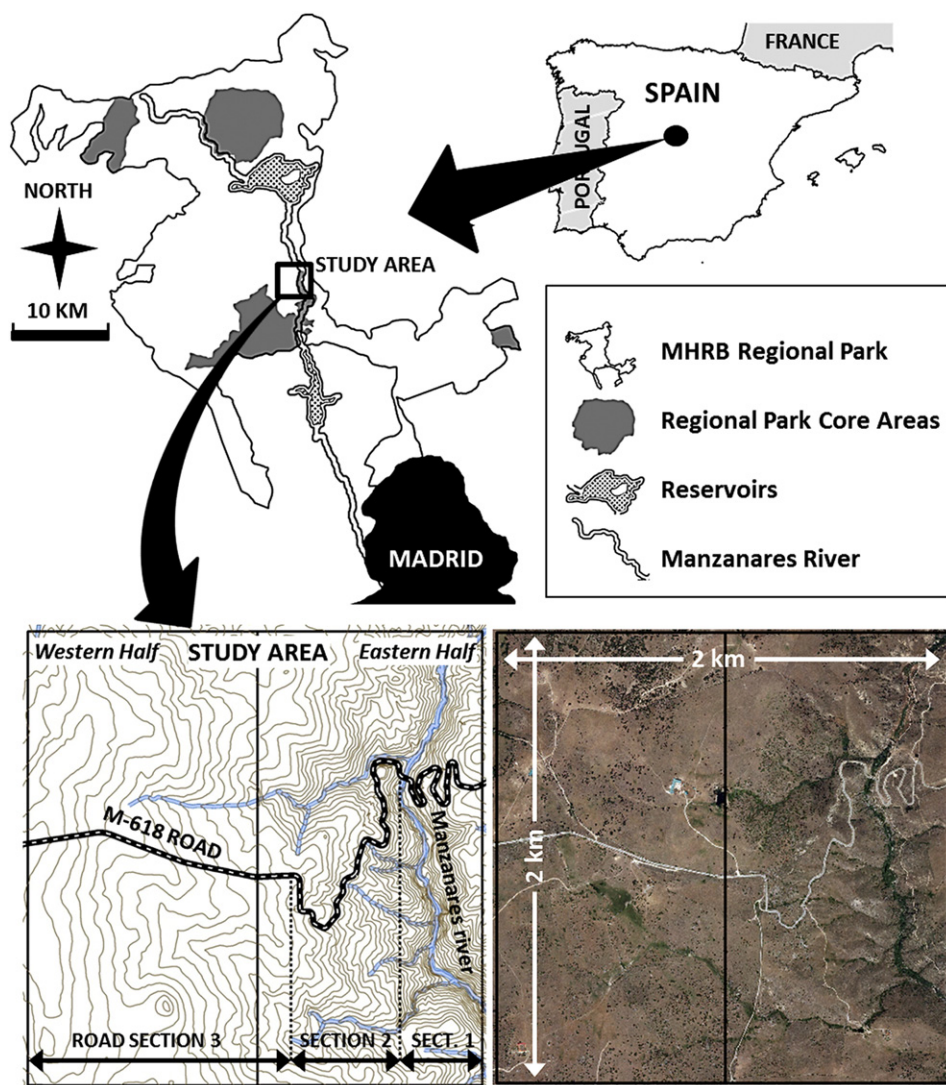 FRANCE
SPAIN
PORTUGAL
NORTH
10 KM
STUDY AREA
MADRID
MHRB Regional Park
Regional Park Core Areas
Reservoirs
Manzanares River
Western Half
STUDY AREA
Eastern Half
M-618 ROAD
Manzanares river
ROAD SECTION 3
SECTION 2
SECT. 1
2 km
2 km